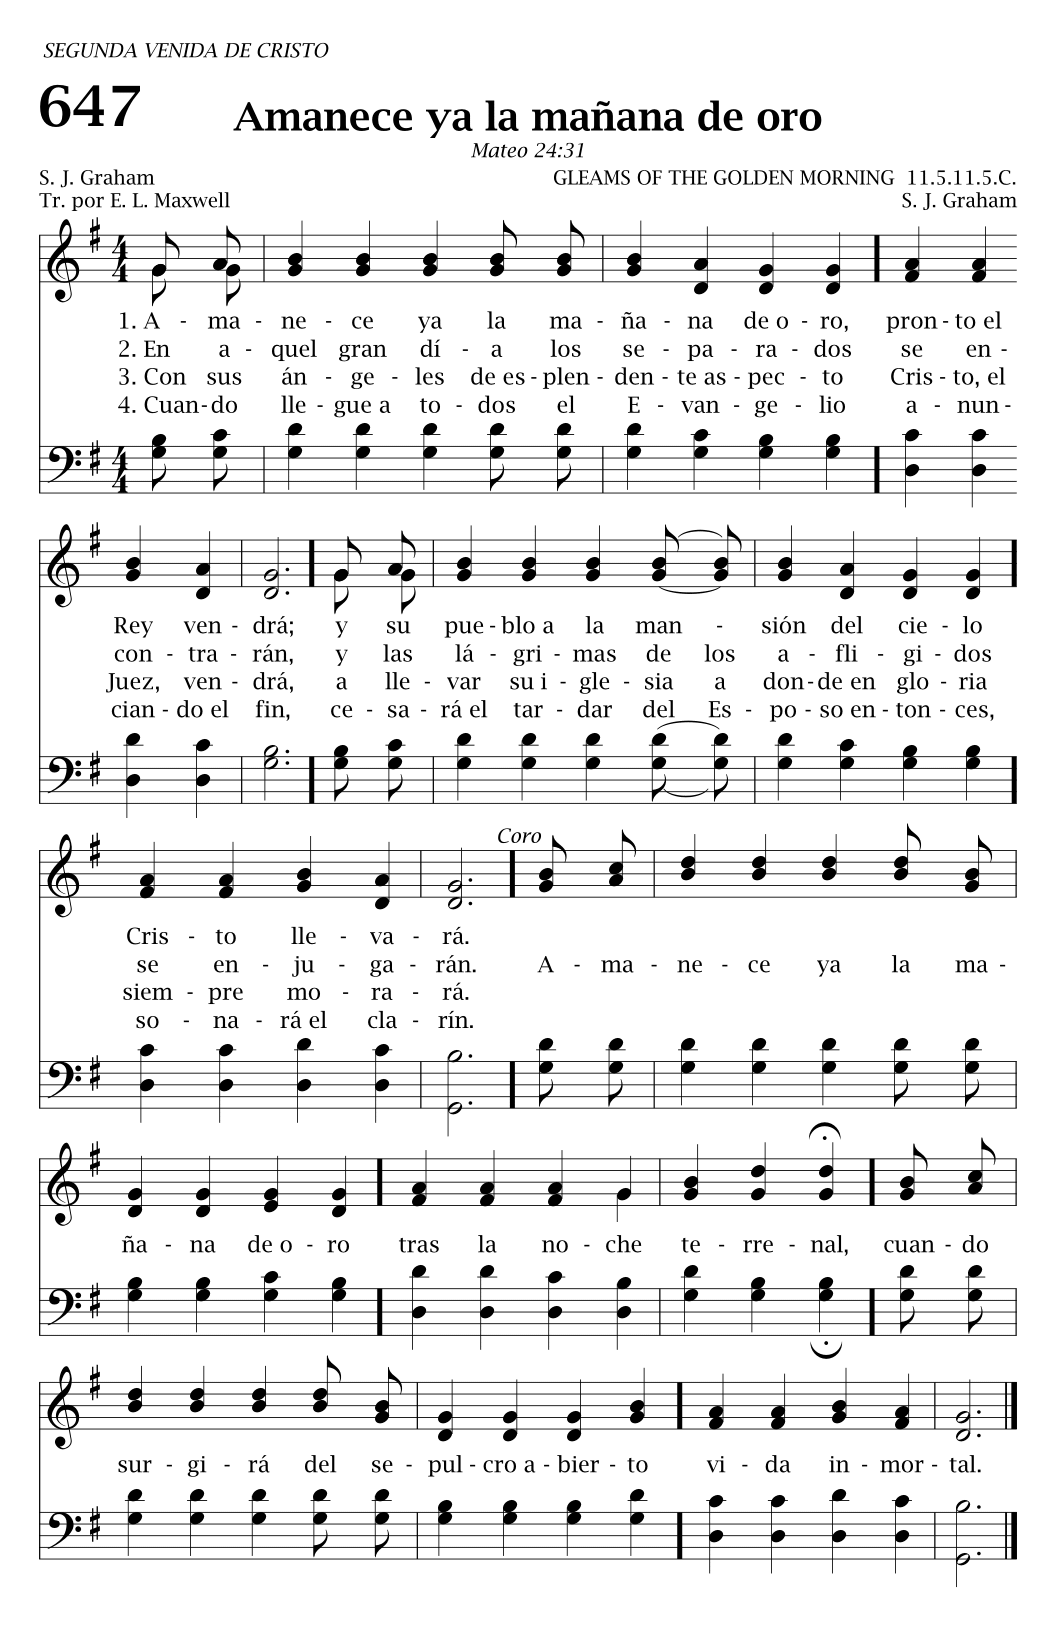 SEGUNDA VENIDA DE CRISTO
647 Amanece ya la mañana de oro
Mateo 24:31
S. J. Graham GLEAMS OF THE GOLDEN MORNING 11.5.11.5.C.
Tr. por E. L. Maxwell S. J. Graham
1. A - ma - ne - ce ya la ma - ña - na de o - ro, pron - to el
2. En a - quel gran dí - a los se - pa - ra - dos se en -
3. Con sus án - ge - les de es - plen - den - te as - pec - to Cris - to, el
4. Cuan - do lle - gue a to - dos el E - van - ge - lio a - nun -
Rey ven - drá; y su pue - blo a la man - sión del cie - lo
con - tra - rán, y las lá - gri - mas de los a - fli - gi - dos
Juez, ven - drá, a lle - var su i - gle - sia a don - de en glo - ria
cian - do el fin, ce - sa - rá el tar - dar del Es - po - so en - ton - ces,
Coro
Cris - to lle - va - rá.
se en - ju - ga - rán. A - ma - ne - ce ya la ma -
siem - pre mo - ra - rá.
so - na - rá el cla - rín.
ña - na de o - ro tras la no - che te - rre - nal, cuan - do
sur - gi - rá del se - pul - cro a - bier - to vi - da in - mor - tal.